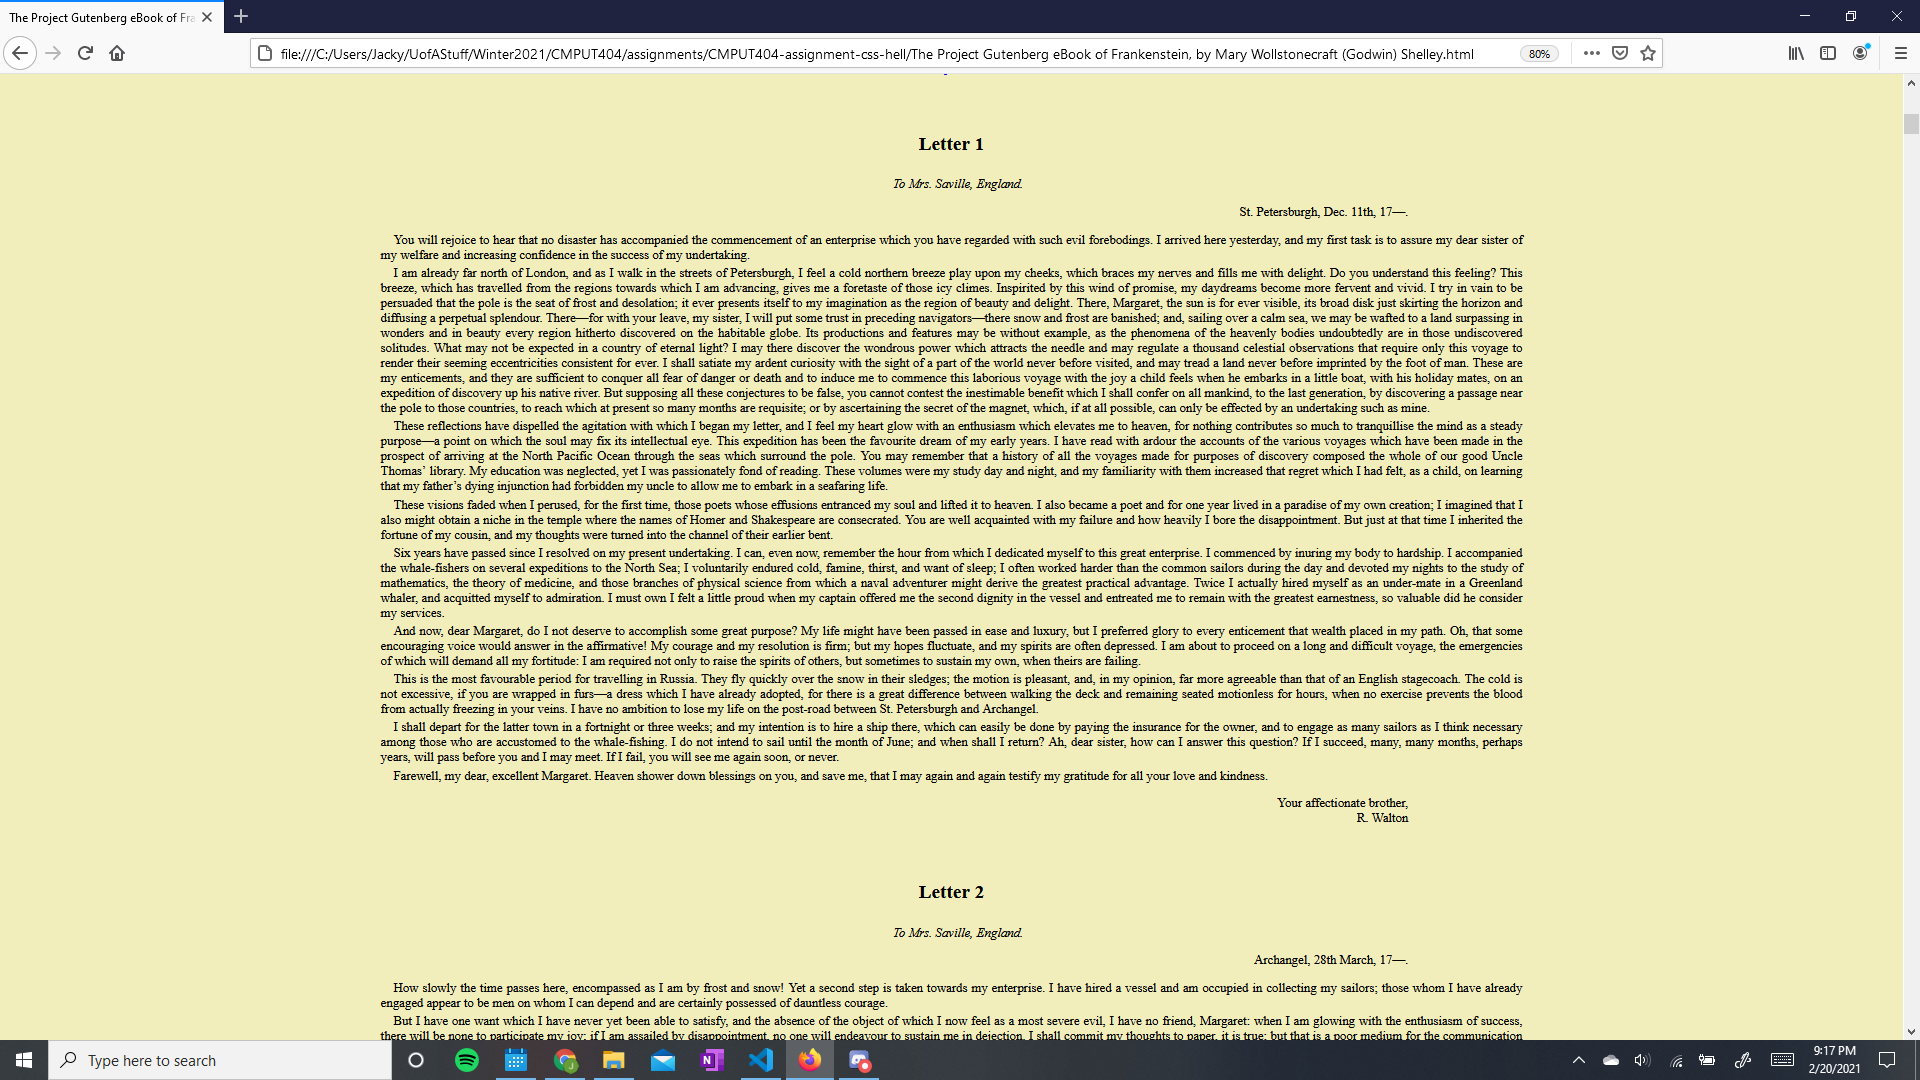 The Project Gutenberg eBook of Fra
file:///C:/Users/Jacky/UofAStuff/Winter2021/CMPUT404/assignments/CMPUT404-assignment-css-hell/The Project Gutenberg eBook of Frankenstein, by Mary Wollstonecraft (Godwin) Shelley.html
80%
Letter 1
To Mrs. Saville, England.
St. Petersburgh, Dec. 11th, 17—.
You will rejoice to hear that no disaster has accompanied the commencement of an enterprise which you have regarded with such evil forebodings. I arrived here yesterday, and my first task is to assure my dear sister of
my welfare and increasing confidence in the success of my undertaking.
I am already far north of London, and as I walk in the streets of Petersburgh, I feel a cold northern breeze play upon my cheeks, which braces my nerves and fills me with delight. Do you understand this feeling? This
breeze, which has travelled from the regions towards which I am advancing, gives me a foretaste of those icy climes. Inspirited by this wind of promise, my daydreams become more fervent and vivid. I try in vain to be
persuaded that the pole is the seat of frost and desolation; it ever presents itself to my imagination as the region of beauty and delight. There, Margaret, the sun is for ever visible, its broad disk just skirting the horizon and
diffusing a perpetual splendour. There—for with your leave, my sister, I will put some trust in preceding navigators—there snow and frost are banished; and, sailing over a calm sea, we may be wafted to a land surpassing in
wonders and in beauty every region hitherto discovered on the habitable globe. Its productions and features may be without example, as the phenomena of the heavenly bodies undoubtedly are in those undiscovered
solitudes. What may not be expected in a country of eternal light? I may there discover the wondrous power which attracts the needle and may regulate a thousand celestial observations that require only this voyage to
render their seeming eccentricities consistent for ever. I shall satiate my ardent curiosity with the sight of a part of the world never before visited, and may tread a land never before imprinted by the foot of man. These are
my enticements, and they are sufficient to conquer all fear of danger or death and to induce me to commence this laborious voyage with the joy a child feels when he embarks in a little boat, with his holiday mates, on an
expedition of discovery up his native river. But supposing all these conjectures to be false, you cannot contest the inestimable benefit which I shall confer on all mankind, to the last generation, by discovering a passage near
the pole to those countries, to reach which at present so many months are requisite; or by ascertaining the secret of the magnet, which, if at all possible, can only be effected by an undertaking such as mine.
These reflections have dispelled the agitation with which I began my letter, and I feel my heart glow with an enthusiasm which elevates me to heaven, for nothing contributes so much to tranquillise the mind as a steady
purpose—a point on which the soul may fix its intellectual eye. This expedition has been the favourite dream of my early years. I have read with ardour the accounts of the various voyages which have been made in the
prospect of arriving at the North Pacific Ocean through the seas which surround the pole. You may remember that a history of all the voyages made for purposes of discovery composed the whole of our good Uncle
Thomas’ library. My education was neglected, yet I was passionately fond of reading. These volumes were my study day and night, and my familiarity with them increased that regret which I had felt, as a child, on learning
that my father’s dying injunction had forbidden my uncle to allow me to embark in a seafaring life.
These visions faded when I perused, for the first time, those poets whose effusions entranced my soul and lifted it to heaven. I also became a poet and for one year lived in a paradise of my own creation; I imagined that I
also might obtain a niche in the temple where the names of Homer and Shakespeare are consecrated. You are well acquainted with my failure and how heavily I bore the disappointment. But just at that time I inherited the
fortune of my cousin, and my thoughts were turned into the channel of their earlier bent.
Six years have passed since I resolved on my present undertaking. I can, even now, remember the hour from which I dedicated myself to this great enterprise. I commenced by inuring my body to hardship. I accompanied
the whale-fishers on several expeditions to the North Sea; I voluntarily endured cold, famine, thirst, and want of sleep; I often worked harder than the common sailors during the day and devoted my nights to the study of
mathematics, the theory of medicine, and those branches of physical science from which a naval adventurer might derive the greatest practical advantage. Twice I actually hired myself as an under-mate in a Greenland
whaler, and acquitted myself to admiration. I must own I felt a little proud when my captain offered me the second dignity in the vessel and entreated me to remain with the greatest earnestness, so valuable did he consider
my services.
And now, dear Margaret, do I not deserve to accomplish some great purpose? My life might have been passed in ease and luxury, but I preferred glory to every enticement that wealth placed in my path. Oh, that some
encouraging voice would answer in the affirmative! My courage and my resolution is firm; but my hopes fluctuate, and my spirits are often depressed. I am about to proceed on a long and difficult voyage, the emergencies
of which will demand all my fortitude: I am required not only to raise the spirits of others, but sometimes to sustain my own, when theirs are failing.
This is the most favourable period for travelling in Russia. They fly quickly over the snow in their sledges; the motion is pleasant, and, in my opinion, far more agreeable than that of an English stagecoach. The cold is
not excessive, if you are wrapped in furs—a dress which I have already adopted, for there is a great difference between walking the deck and remaining seated motionless for hours, when no exercise prevents the blood
from actually freezing in your veins. I have no ambition to lose my life on the post-road between St. Petersburgh and Archangel.
I shall depart for the latter town in a fortnight or three weeks; and my intention is to hire a ship there, which can easily be done by paying the insurance for the owner, and to engage as many sailors as I think necessary
among those who are accustomed to the whale-fishing. I do not intend to sail until the month of June; and when shall I return? Ah, dear sister, how can I answer this question? If I succeed, many, many months, perhaps
years, will pass before you and I may meet. If I fail, you will see me again soon, or never.
Farewell, my dear, excellent Margaret. Heaven shower down blessings on you, and save me, that I may again and again testify my gratitude for all your love and kindness.
Your affectionate brother,
R. Walton
Letter 2
To Mrs. Saville, England.
Archangel, 28th March, 17—.
How slowly the time passes here, encompassed as I am by frost and snow! Yet a second step is taken towards my enterprise. I have hired a vessel and am occupied in collecting my sailors; those whom I have already
engaged appear to be men on whom I can depend and are certainly possessed of dauntless courage.
But I have one want which I have never yet been able to satisfy, and the absence of the object of which I now feel as a most severe evil, I have no friend, Margaret: when I am glowing with the enthusiasm of success,
there will be none to participate my joy; if I am assailed by disappointment, no one will endeavour to sustain me in dejection. I shall commit my thoughts to paper, it is true; but that is a poor medium for the communication
Type here to search
9:17 PM
2/20/2021